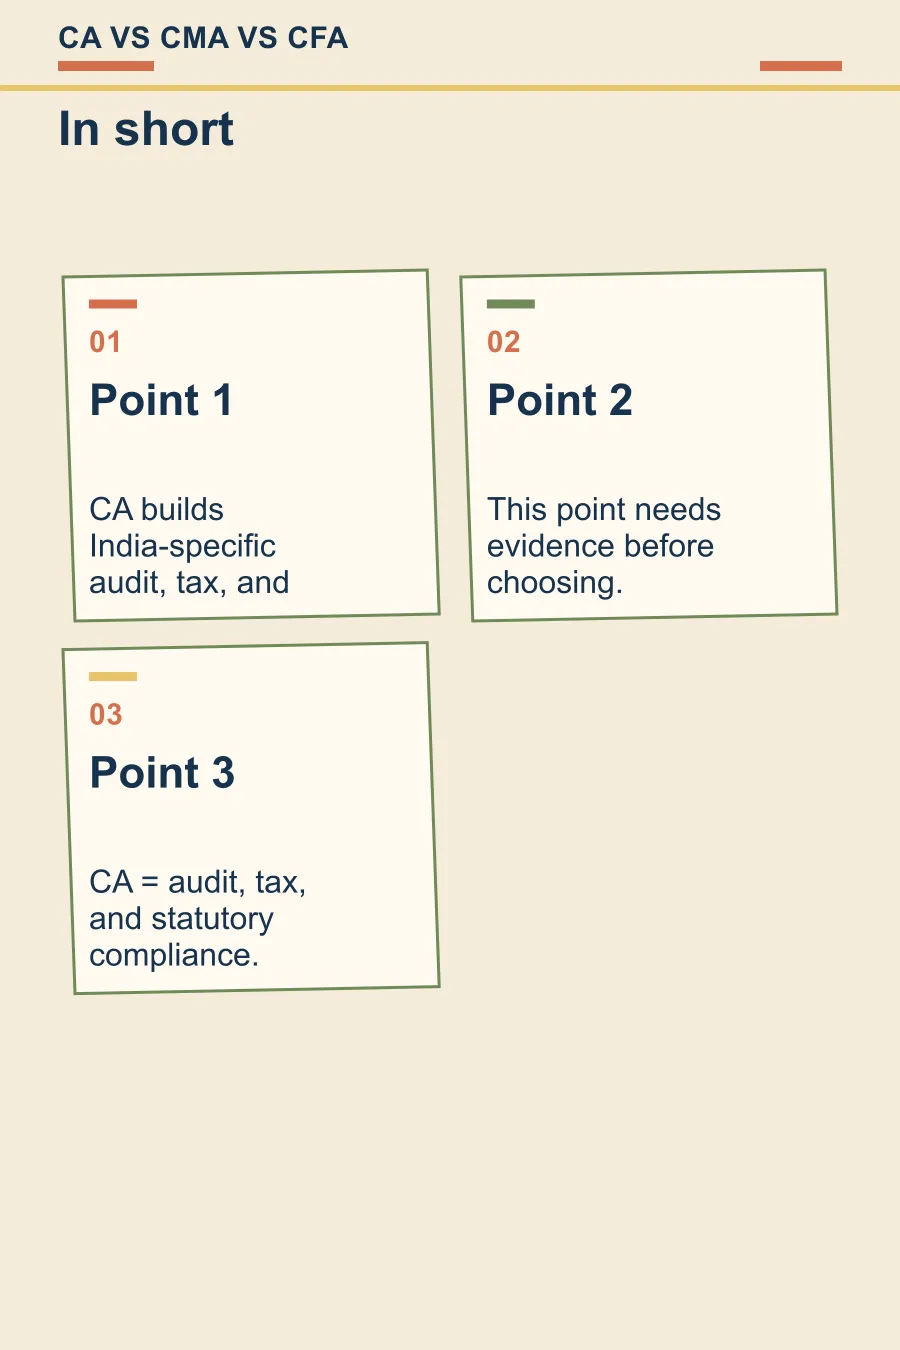 CA VS CMA VS CFA
In short
01
Point 1
CA builds
India-specific
audit, tax, and
02
Point 2
This point needs
evidence before
choosing.
03
Point 3
CA = audit, tax,
and statutory
compliance.